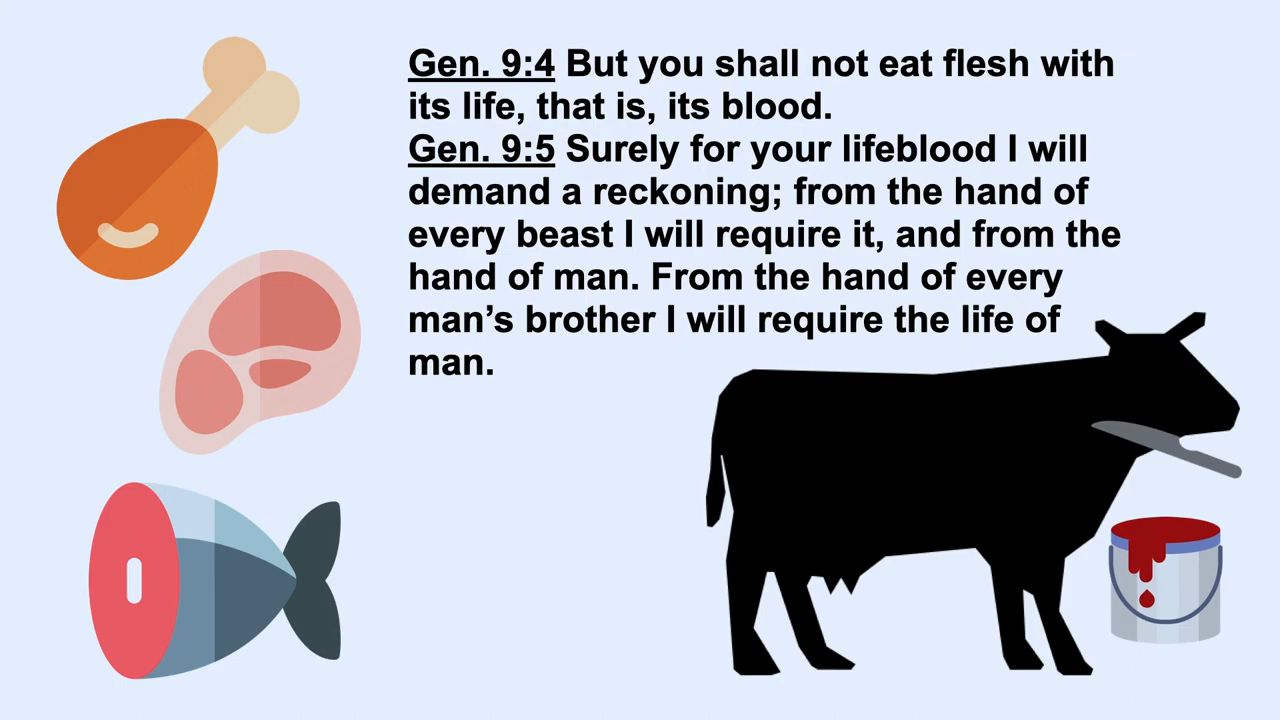 Gen. 9:4 But you shall not eat flesh with
its life, that is, its blood.
Gen. 9:5 Surely for your lifeblood I will
demand a reckoning; from the hand of
every beast I will require it, and from the
hand of man. From the hand of every
man’s brother I will require the life of
man.